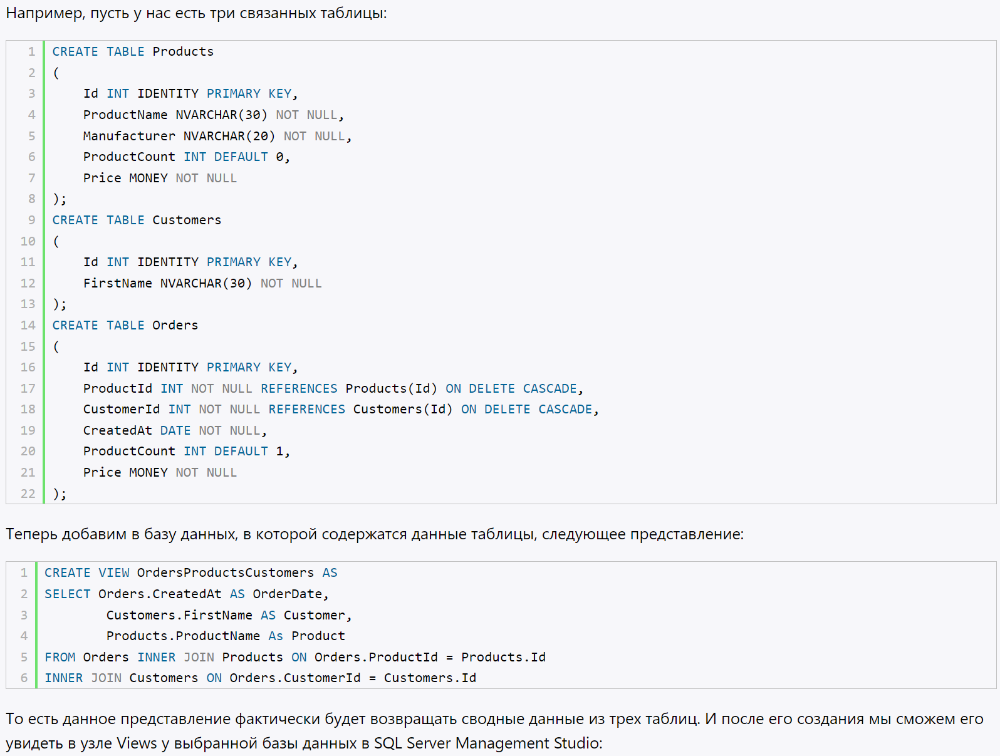 Например, пусть у нас есть три связанных таблицы:
1 CREATE TABLE Products
2 (
3     Id INT IDENTITY PRIMARY KEY,
4     ProductName NVARCHAR(30) NOT NULL,
5     Manufacturer NVARCHAR(20) NOT NULL,
6     ProductCount INT DEFAULT 0,
7     Price MONEY NOT NULL
8 );
9 CREATE TABLE Customers
10 (
11     Id INT IDENTITY PRIMARY KEY,
12     FirstName NVARCHAR(30) NOT NULL
13 );
14 CREATE TABLE Orders
15 (
16     Id INT IDENTITY PRIMARY KEY,
17     ProductId INT NOT NULL REFERENCES Products(Id) ON DELETE CASCADE,
18     CustomerId INT NOT NULL REFERENCES Customers(Id) ON DELETE CASCADE,
19     CreatedAt DATE NOT NULL,
20     ProductCount INT DEFAULT 1,
21     Price MONEY NOT NULL
22 );
Теперь добавим в базу данных, в которой содержатся данные таблицы, следующее представление:
1 CREATE VIEW OrdersProductsCustomers AS
2 SELECT Orders.CreatedAt AS OrderDate,
3         Customers.FirstName AS Customer,
4         Products.ProductName As Product
5 FROM Orders INNER JOIN Products ON Orders.ProductId = Products.Id
6 INNER JOIN Customers ON Orders.CustomerId = Customers.Id
То есть данное представление фактически будет возвращать сводные данные из трех таблиц. И после его создания мы сможем его
увидеть в узле Views у выбранной базы данных в SQL Server Management Studio: